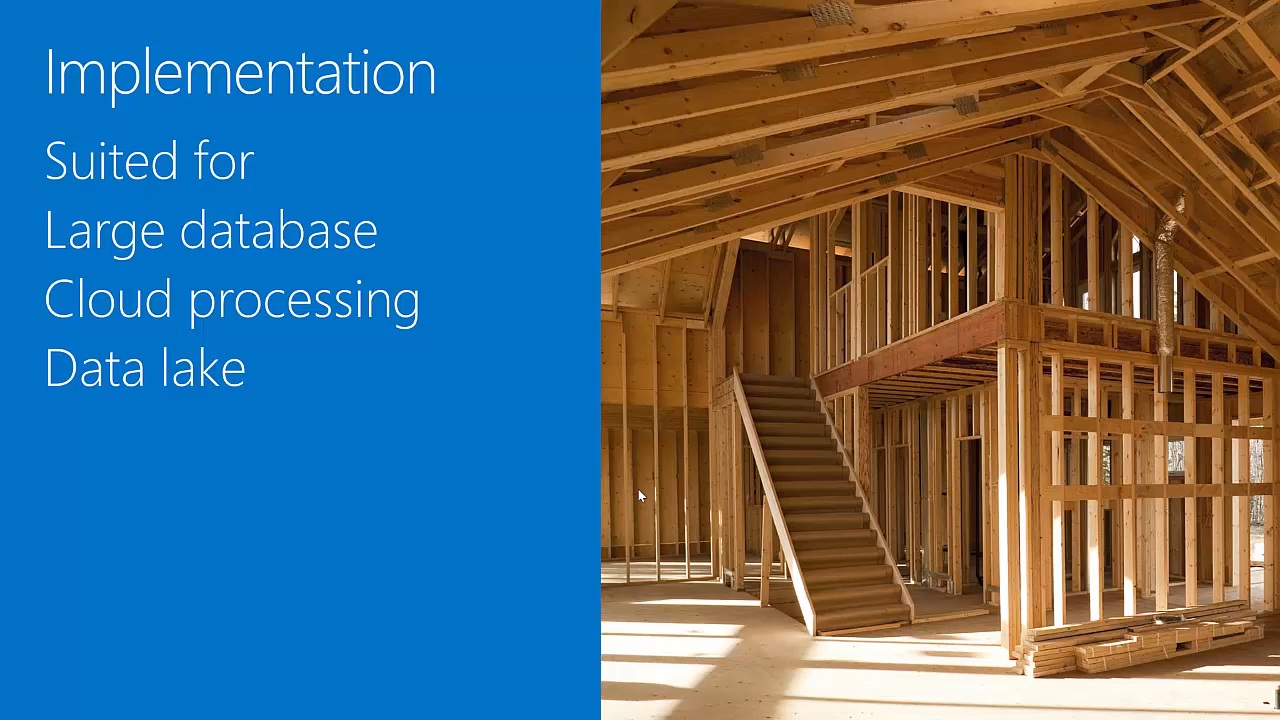 Implementation
Suited for
Large database
Cloud processing
Data lake